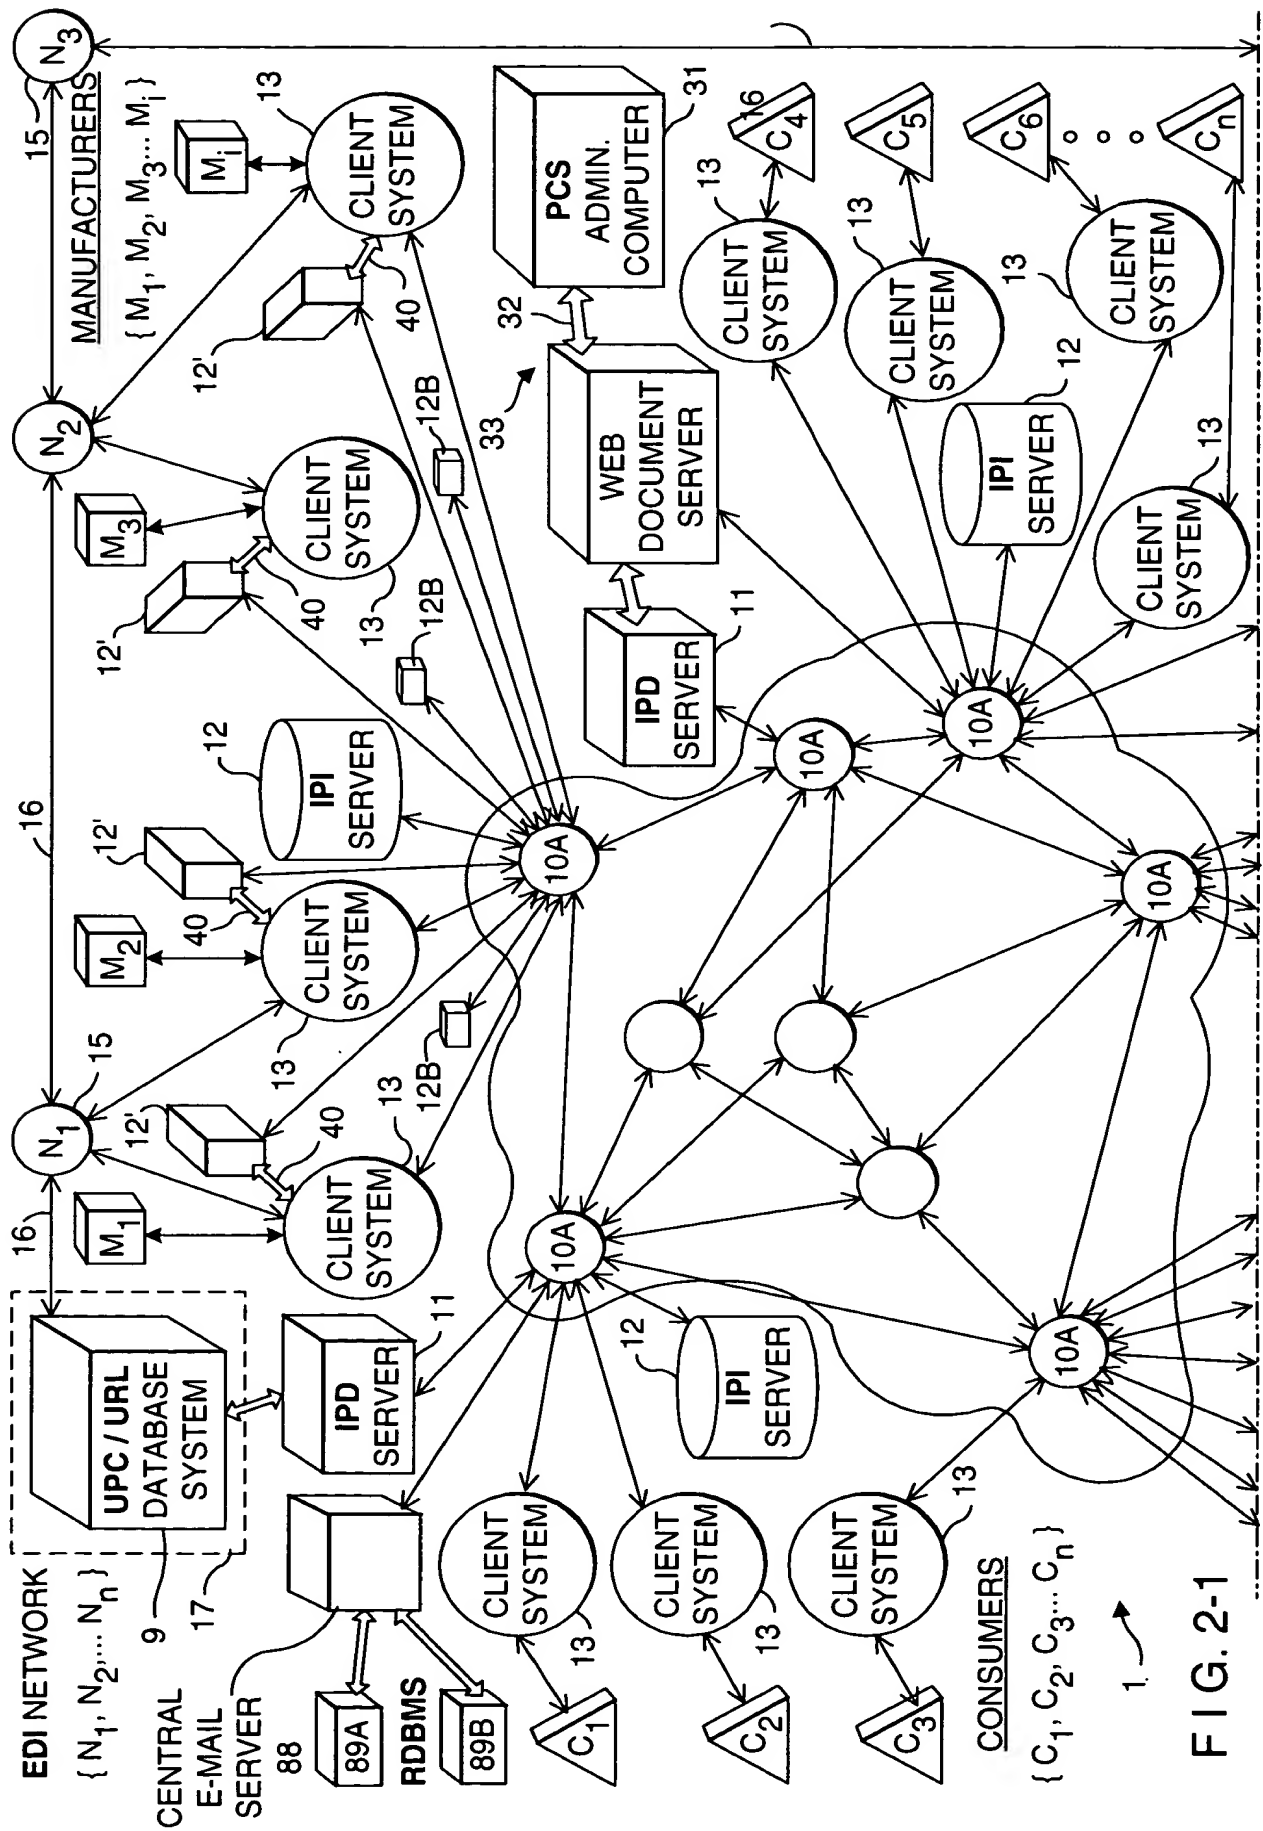 EDI NETWORK
{ N1, N2,... Nn }
9
17
UPC / URL
DATABASE
SYSTEM
16
N1
15
16
N2
15
N3
MANUFACTURERS
{ M1, M2, M3... Mi }
M1
M2
M3
Mi
CENTRAL
E-MAIL
SERVER
88
89A
RDBMS
89B
IPD
SERVER
11
CLIENT
SYSTEM
13
12'
40
CLIENT
SYSTEM
13
12'
40
12B
IPI
SERVER
12
CLIENT
SYSTEM
13
12'
40
12B
CLIENT
SYSTEM
13
12'
40
12B
10A
10A
10A
10A
10A
10A
IPD
SERVER
11
WEB
DOCUMENT
SERVER
33
32
PCS
ADMIN.
COMPUTER
31
C1
CLIENT
SYSTEM
13
C2
CLIENT
SYSTEM
13
C3
CLIENT
SYSTEM
13
IPI
SERVER
12
CLIENT
SYSTEM
13
C4
16
CLIENT
SYSTEM
13
C5
IPI
SERVER
12
CLIENT
SYSTEM
13
C6
CLIENT
SYSTEM
13
Cn
CONSUMERS
{ C1, C2, C3... Cn }
1
FIG. 2-1